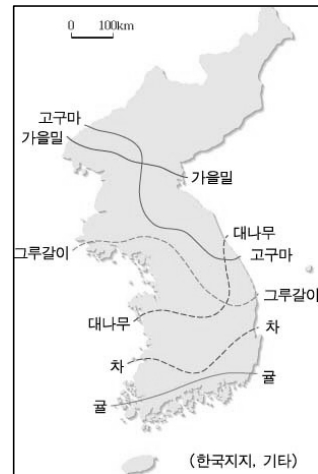 0 100km
고구마
가을밀
가을밀
대나무
그루갈이
고구마
그루갈이
대나무
차
차
귤
귤
(한국지지, 기타)